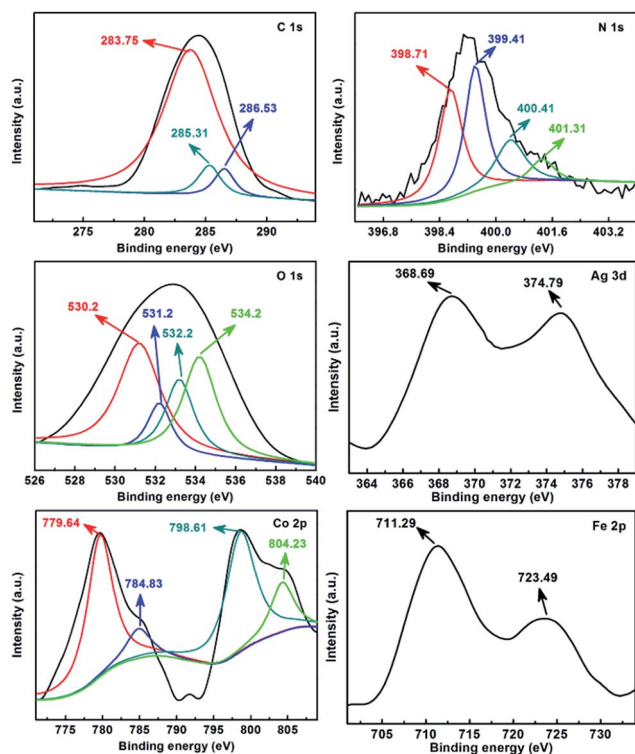 C 1s
283.75
286.53
285.31
Intensity (a.u.)
275 280 285 290
Binding energy (eV)
N 1s
399.41
398.71
400.41
401.31
Intensity (a.u.)
396.8 398.4 400.0 401.6 403.2
Binding energy (eV)
O 1s
530.2
531.2
534.2
532.2
Intensity (a.u.)
526 528 530 532 534 536 538 540
Binding energy (eV)
Ag 3d
368.69
374.79
Intensity (a.u.)
364 366 368 370 372 374 376 378
Binding energy (eV)
Co 2p
779.64
798.61
804.23
784.83
Intensity (a.u.)
775 780 785 790 795 800 805
Binding energy (eV)
Fe 2p
711.29
723.49
Intensity (a.u.)
701 705 710 715 720 725 730
Binding energy (eV)